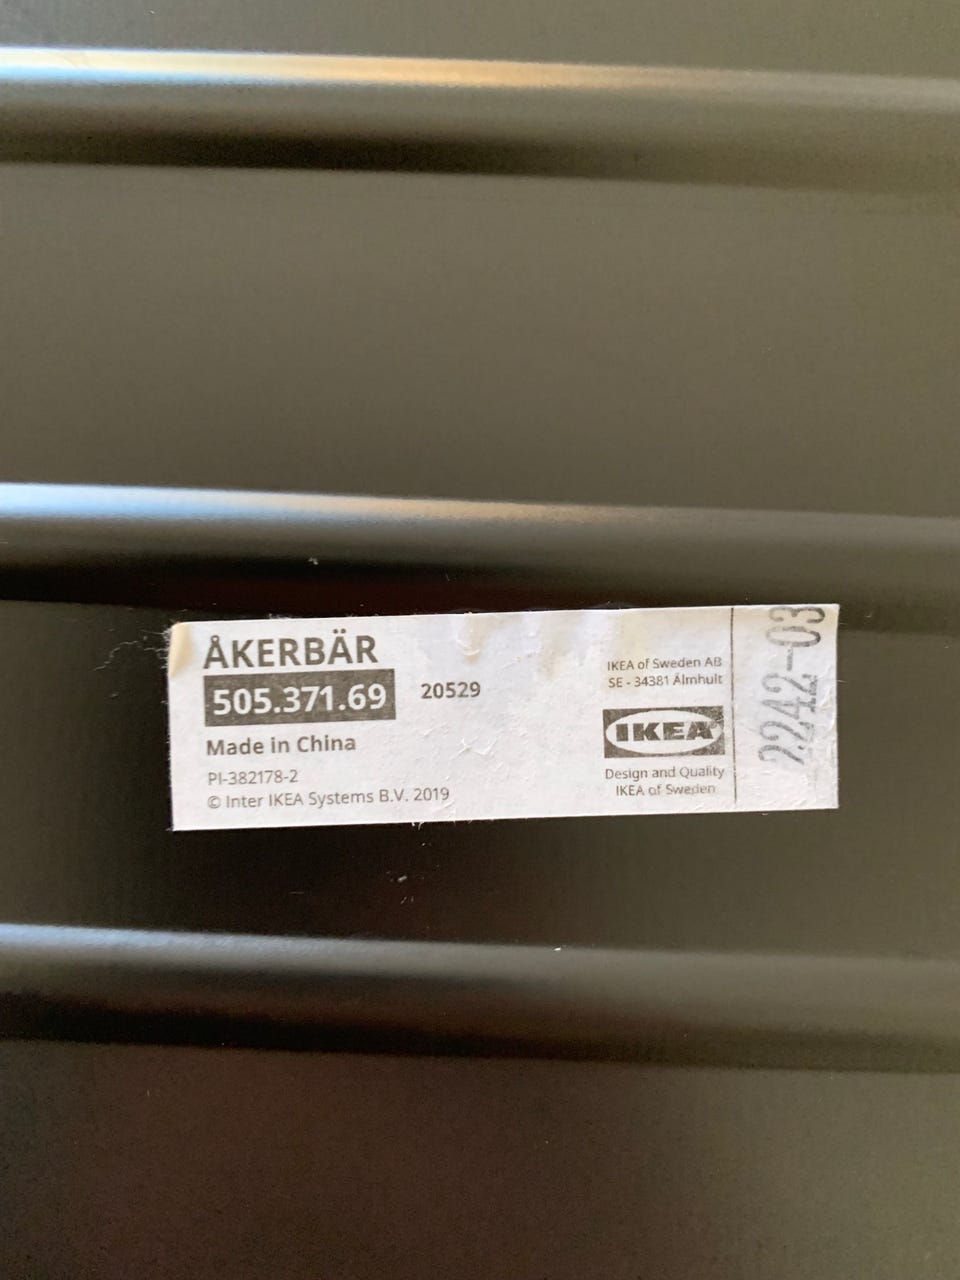 ÅKERBÄR
505.371.69
20529
Made in China
PI-382178-2
© Inter IKEA Systems B.V. 2019
IKEA of Sweden AB
SE - 34381 Älmhult
IKEA
Design and Quality
IKEA of Sweden
2242-03